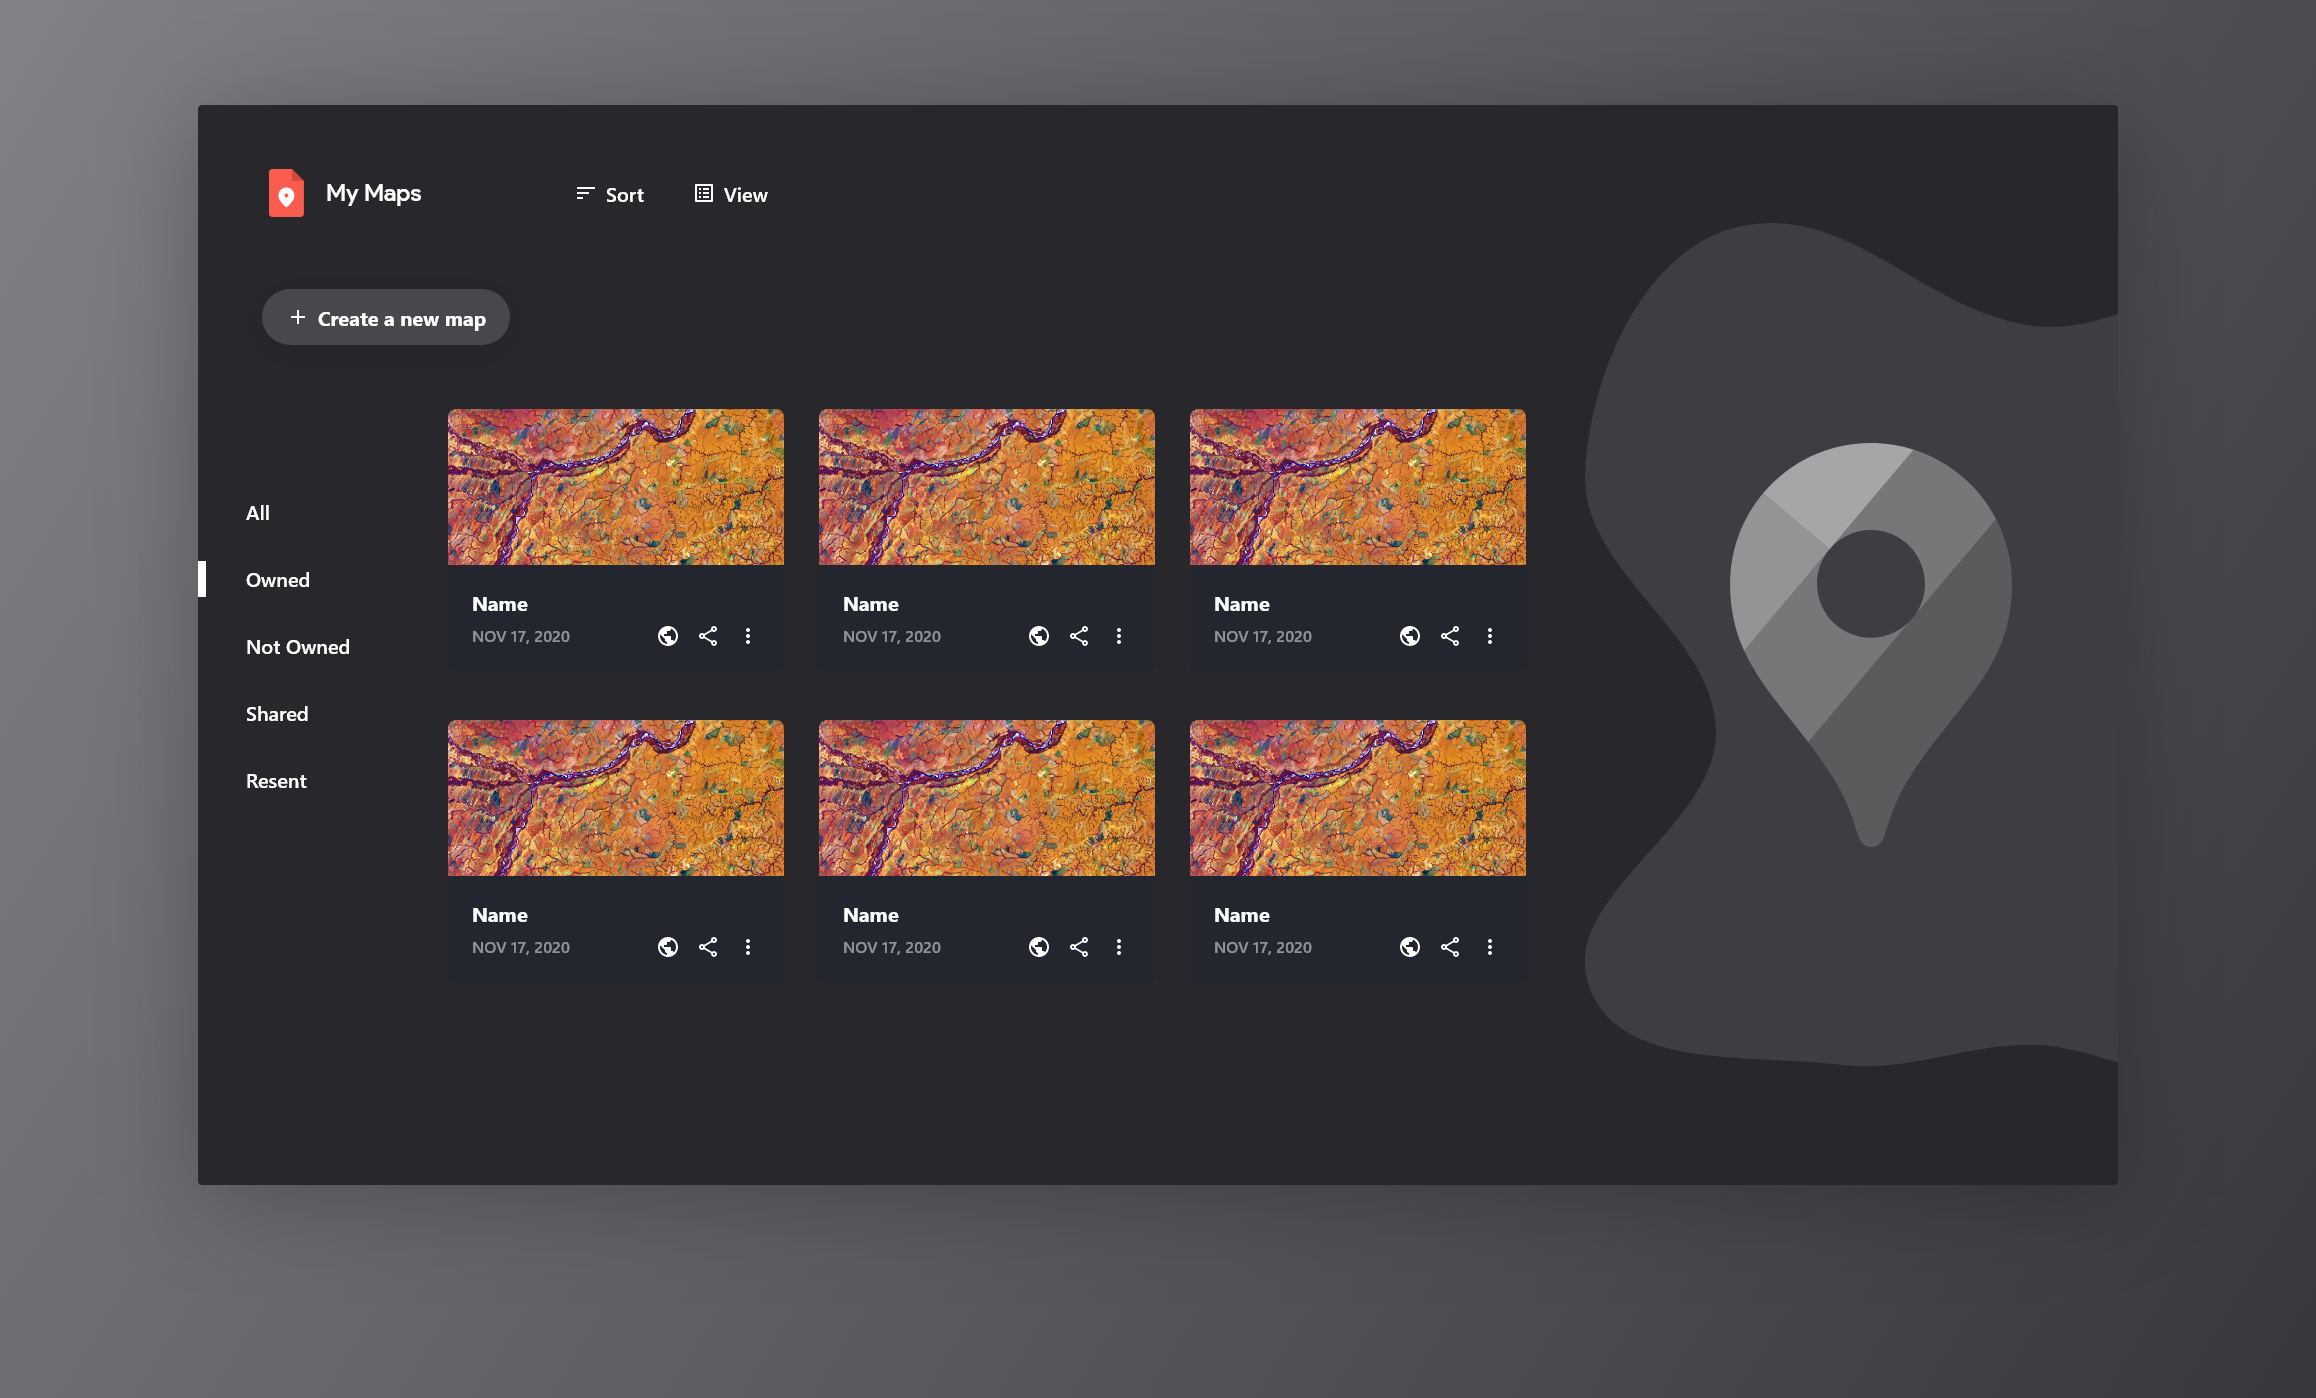 My Maps
Sort
View
Create a new map
All
Owned
Not Owned
Shared
Resent
Name
NOV 17, 2020
Name
NOV 17, 2020
Name
NOV 17, 2020
Name
NOV 17, 2020
Name
NOV 17, 2020
Name
NOV 17, 2020